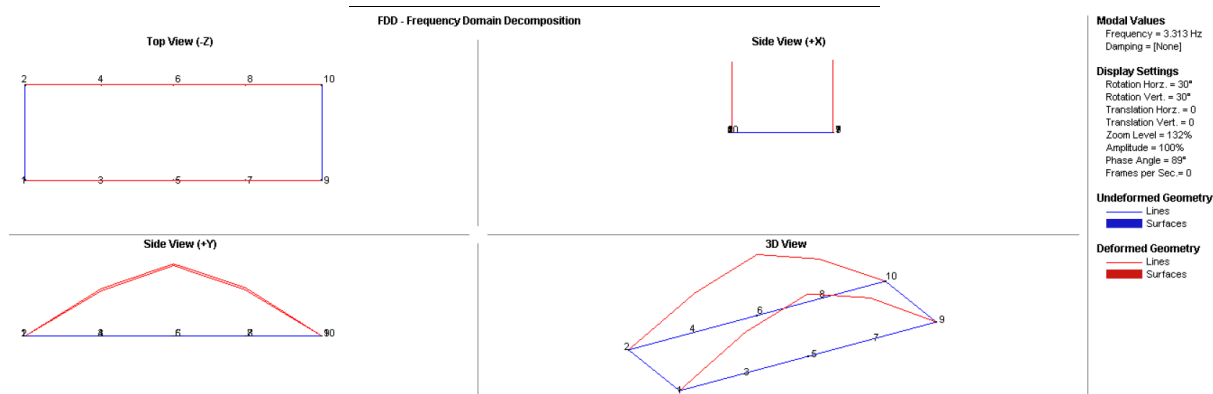 FDD - Frequency Domain Decomposition
Top View (-Z)
2 4 6 8 10
1 3 5 7 9
Side View (+X)
Side View (+Y)
6
3D View
10
8
6
4
2
9
7
5
3
1
Modal Values
Frequency = 3.313 Hz
Damping = [None]
Display Settings
Rotation Horz. = 30°
Rotation Vert. = 30°
Translation Horz. = 0
Translation Vert. = 0
Zoom Level = 132%
Amplitude = 100%
Phase Angle = 89°
Frames per Sec.= 0
Undeformed Geometry
Lines
Surfaces
Deformed Geometry
Lines
Surfaces